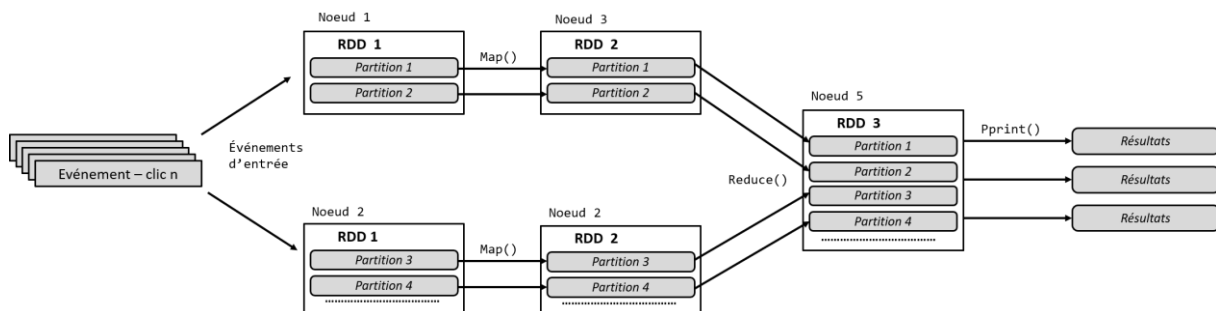 Noeud 1
RDD 1
Partition 1
Partition 2
Map()
Noeud 3
RDD 2
Partition 1
Partition 2
Evénement – clic n
Événements
d'entrée
Noeud 2
RDD 1
Partition 3
Partition 4
Map()
Noeud 2
RDD 2
Partition 3
Partition 4
Reduce()
Noeud 5
RDD 3
Partition 1
Partition 2
Partition 3
Partition 4
Pprint()
Résultats
Résultats
Résultats